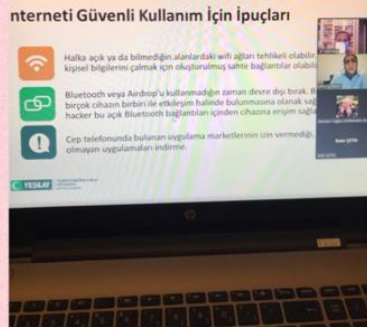 nterneti Güvenli Kullanım İçin İpuçları
Halka açık ya da bilmediğin alanlardaki wifi ağları tehlikeli olabilir.
kişisel bilgilerini çalmak için oluşturulmuş sahte bağlantılar olabili
Bluetooth veya Airdrop'u kullanmadığın zaman devre dışı bırak. B
birçok cihazın birbiri ile etkileşim halinde bulunmasına olanak sağ
hacker bu açık Bluetooth bağlantıları içinden cihazına erişim sağla
Cep telefonunda bulunan uygulama marketlerinin izin vermediği,
olmayan uygulamaları indirme.
YEŞİLAY
hp